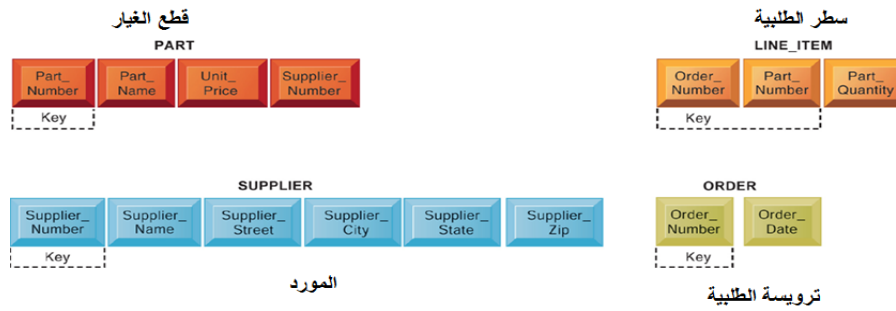 قطع الغيار
PART
Part_ Number
Part_ Name
Unit_ Price
Supplier_ Number
Key
سطر الطلبية
LINE_ITEM
Order_ Number
Part_ Number
Part_ Quantity
Key
SUPPLIER
Supplier_ Number
Supplier_ Name
Supplier_ Street
Supplier_ City
Supplier_ State
Supplier_ Zip
Key
المورد
ORDER
Order_ Number
Order_ Date
Key
ترويسة الطلبية